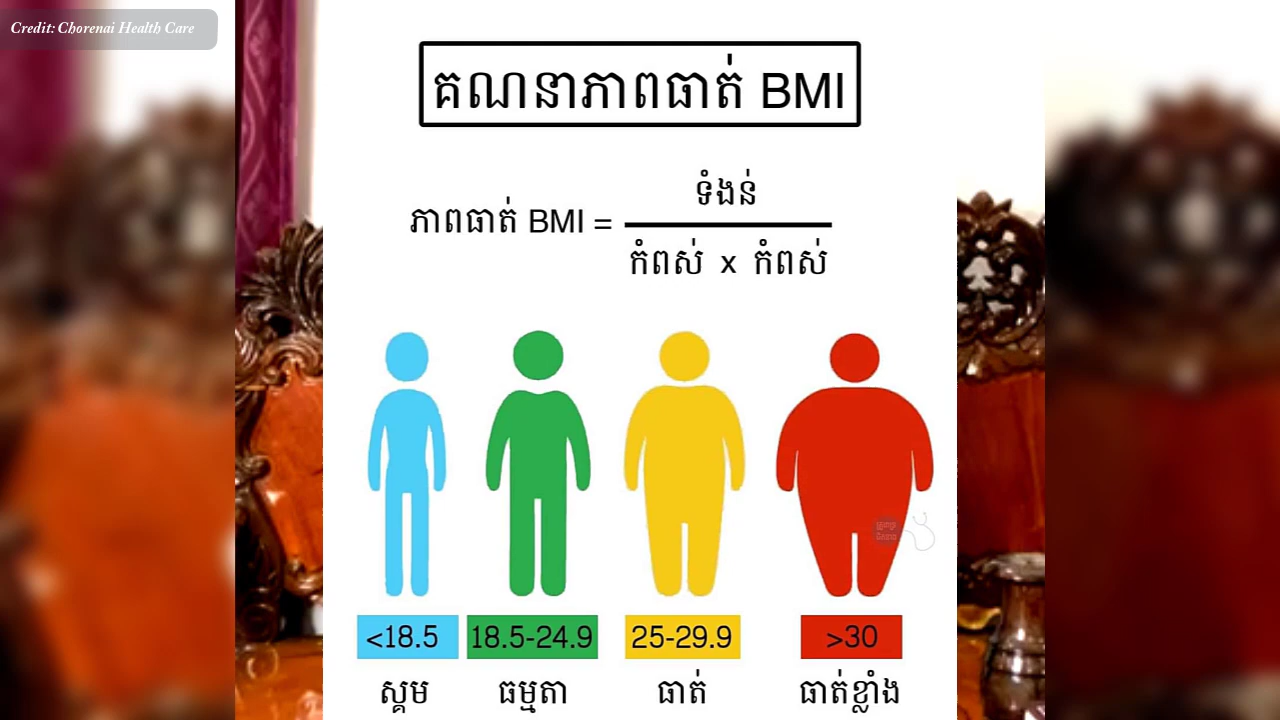 Credit: Chorenai Health Care
គណនាភាពធាត់ BMI
ទំងន់
ភាពធាត់ BMI =
កំពស់ x កំពស់
<18.5 18.5-24.9 25-29.9 >30
ស្គម ធម្មតា ធាត់ ធាត់ខ្លាំង